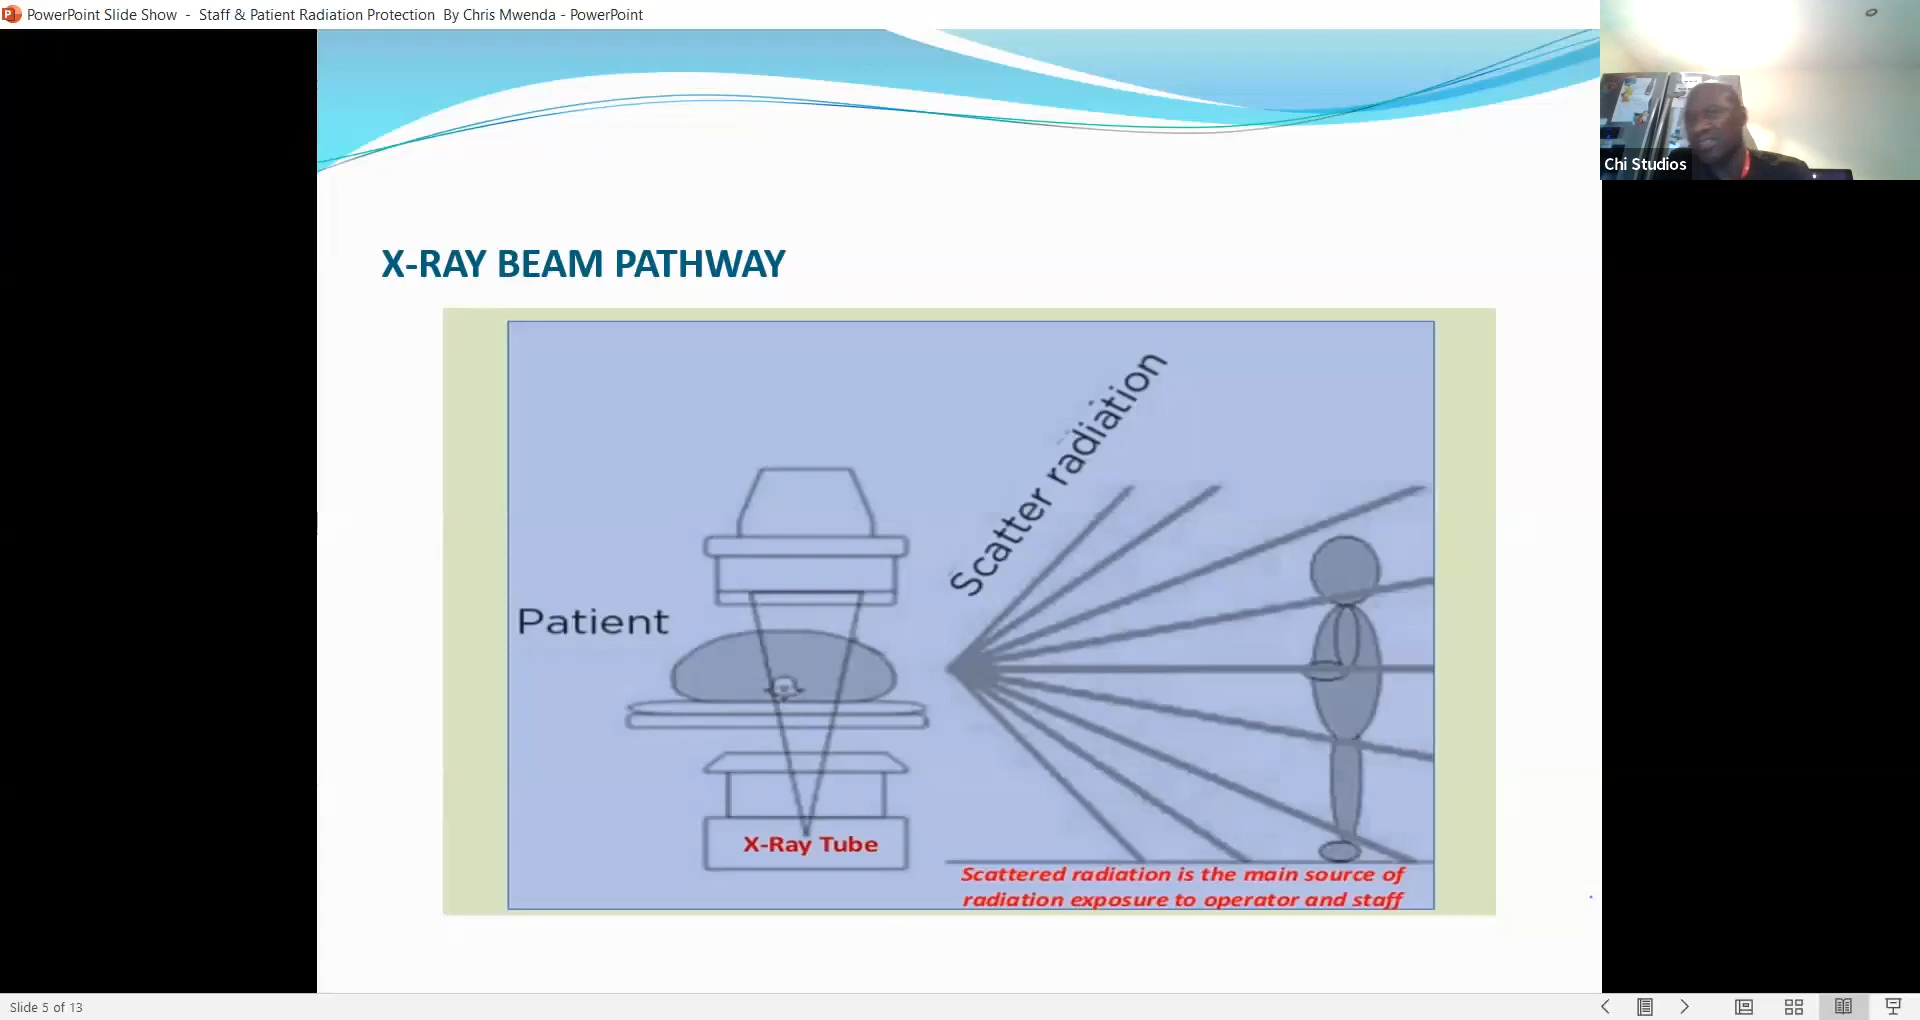 PowerPoint Slide Show  -  Staff & Patient Radiation Protection  By Chris Mwenda - PowerPoint
Chi Studios
X-RAY BEAM PATHWAY
Scatter radiation
Patient
X-Ray Tube
Scattered radiation is the main source of
radiation exposure to operator and staff
Slide 5 of 13